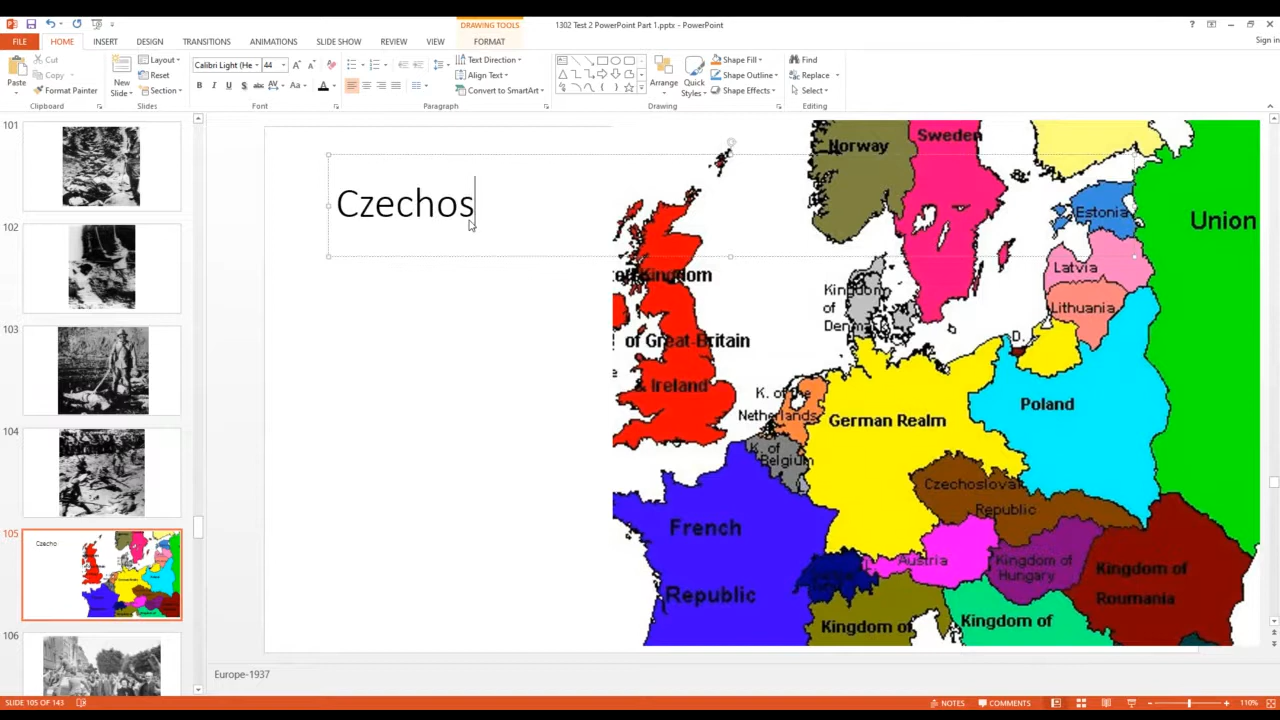 DRAWING TOOLS
1302 Test 2 PowerPoint Part 1.pptx - PowerPoint
Sign in
FILE HOME INSERT DESIGN TRANSITIONS ANIMATIONS SLIDE SHOW REVIEW VIEW FORMAT
Paste
Cut
Copy
Format Painter
Clipboard
New
Slide
Layout
Reset
Section
Slides
Calibri Light (He
44
B I U S abc AV Aa A
Font
Text Direction
Align Text
Convert to SmartArt
Paragraph
Arrange
Quick
Styles
Shape Fill
Shape Outline
Shape Effects
Drawing
Find
Replace
Select
Editing
101
102
103
104
105
Czecho
106
Czechos
Norway
Sweden
Estonia
Union
Latvia
Lithuania
Kingdom
of
Denmar
D.
of Kingdom
of Great-Britain
& Ireland
K. of the
Netherlands
K. of
Belgium
German Realm
Poland
Czechoslovak
Republic
French
Republic
Austria
Kingdom of
Hungary
Kingdom of
Roumania
Kingdom of
Kingdom of
Europe-1937
SLIDE 105 OF 143
NOTES
COMMENTS
110%